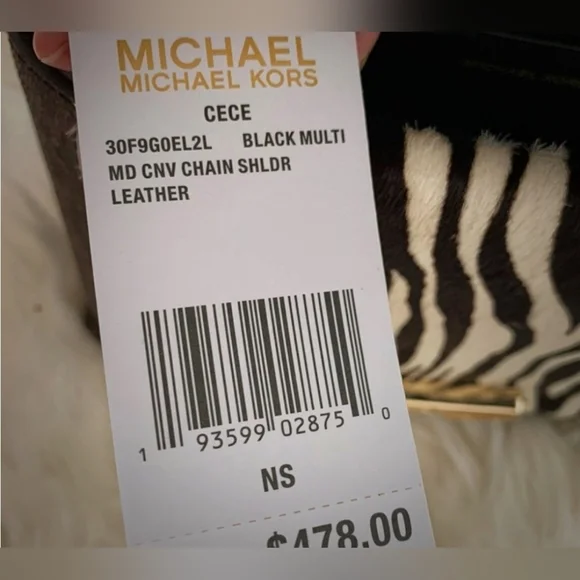 MICHAEL
MICHAEL KORS
CECE
30F9G0EL2L BLACK MULTI
MD CNV CHAIN SHLDR
LEATHER
1 93599 02875 0
NS
$478.00